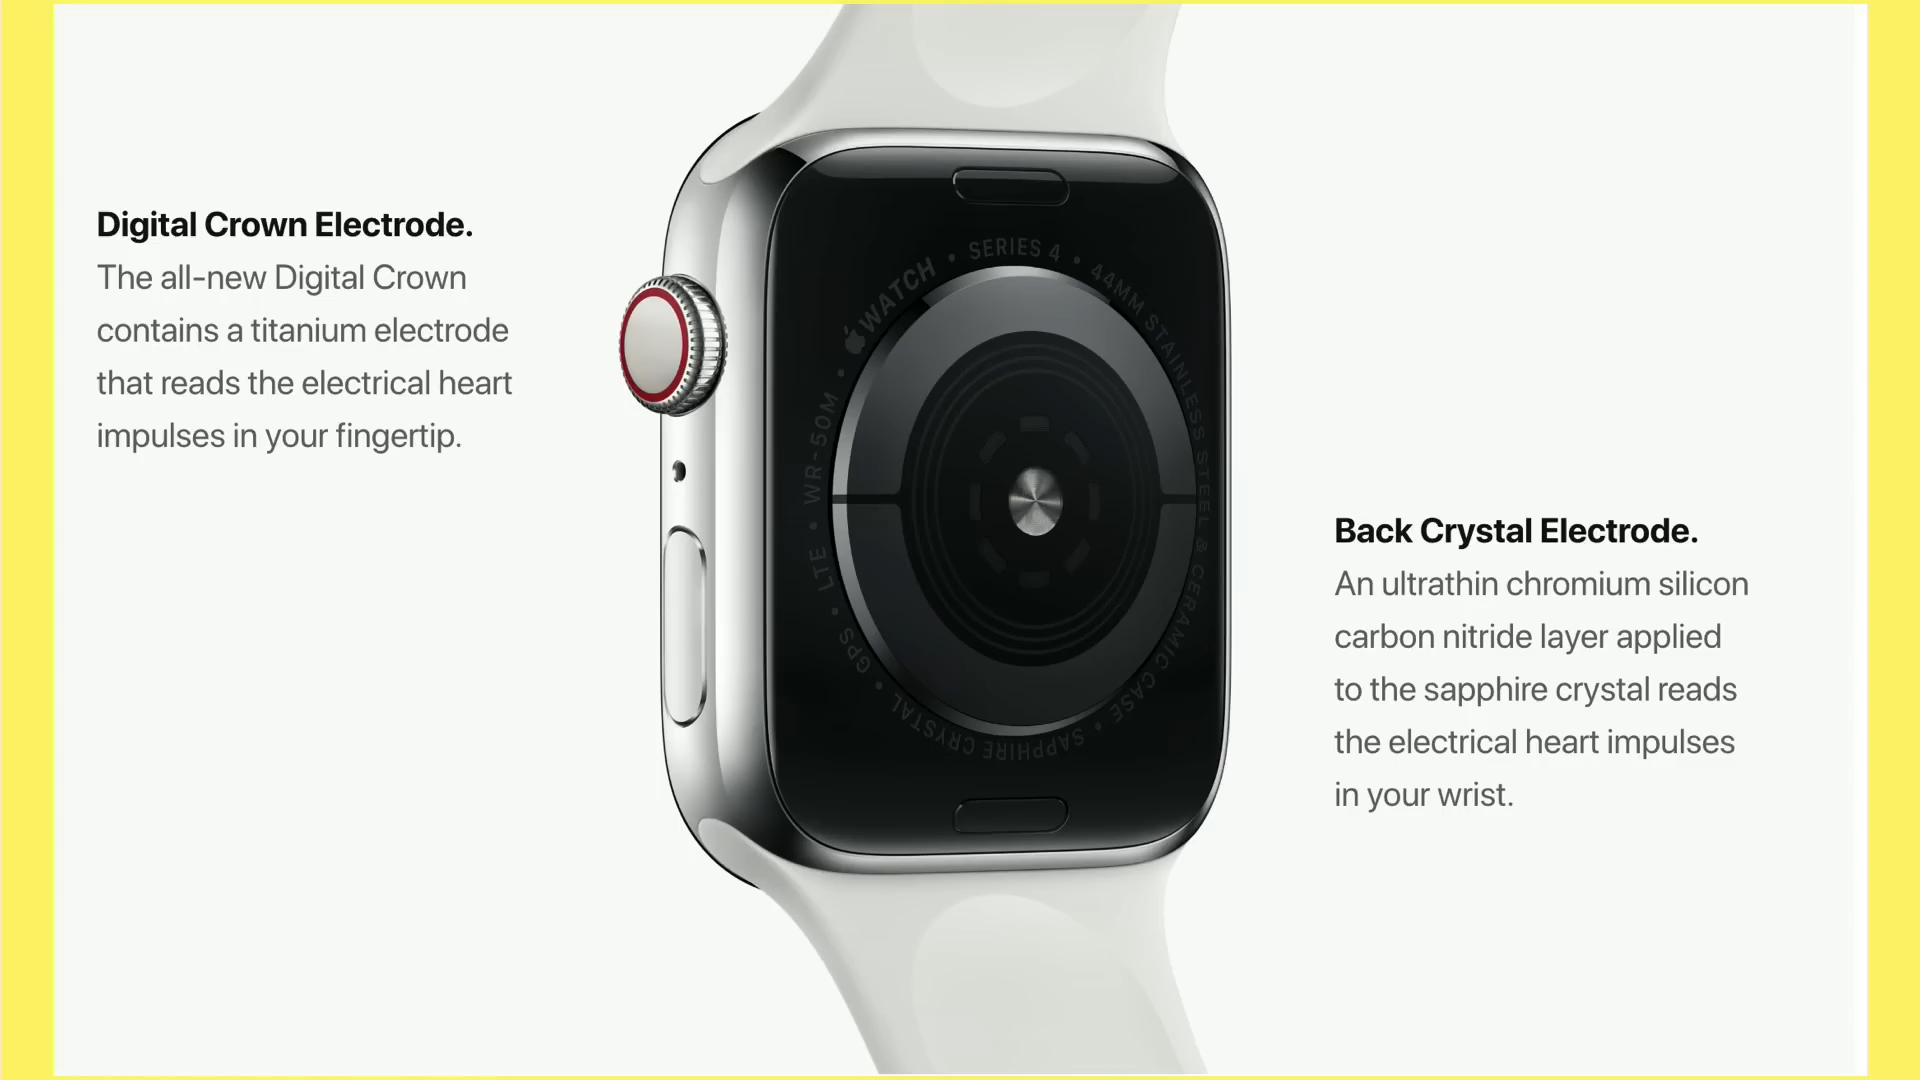 Digital Crown Electrode.
The all-new Digital Crown
contains a titanium electrode
that reads the electrical heart
impulses in your fingertip.
WATCH • SERIES 4 • 44MM STAINLESS STEEL & CERAMIC CASE • SAPPHIRE CRYSTAL • GPS • LTE • WR-50M •
Back Crystal Electrode.
An ultrathin chromium silicon
carbon nitride layer applied
to the sapphire crystal reads
the electrical heart impulses
in your wrist.